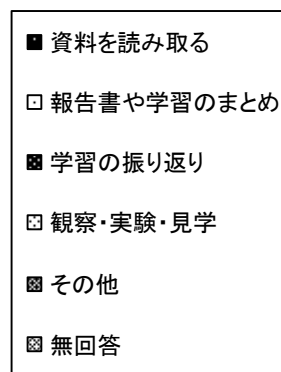 資料を読み取る
報告書や学習のまとめ
学習の振り返り
観察・実験・見学
その他
無回答